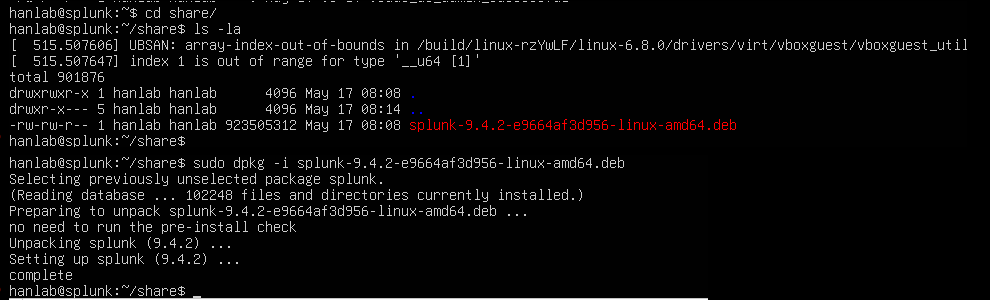 hanlab@splunk:~$ cd share/
hanlab@splunk:~/share$ ls -la
[  515.507606] UBSAN: array-index-out-of-bounds in /build/linux-rzYwLF/linux-6.8.0/drivers/virt/vboxguest/vboxguest_util
[  515.507647] index 1 is out of range for type '__u64 [1]'
total 901876
drwxrwxr-x 1 hanlab hanlab      4096 May 17 08:08 .
drwxr-x--- 5 hanlab hanlab      4096 May 17 08:14 ..
-rw-rw-r-- 1 hanlab hanlab 923505312 May 17 08:08 splunk-9.4.2-e9664af3d956-linux-amd64.deb
hanlab@splunk:~/share$
hanlab@splunk:~/share$ sudo dpkg -i splunk-9.4.2-e9664af3d956-linux-amd64.deb
Selecting previously unselected package splunk.
(Reading database ... 102248 files and directories currently installed.)
Preparing to unpack splunk-9.4.2-e9664af3d956-linux-amd64.deb ...
no need to run the pre-install check
Unpacking splunk (9.4.2) ...
Setting up splunk (9.4.2) ...
complete
hanlab@splunk:~/share$ _